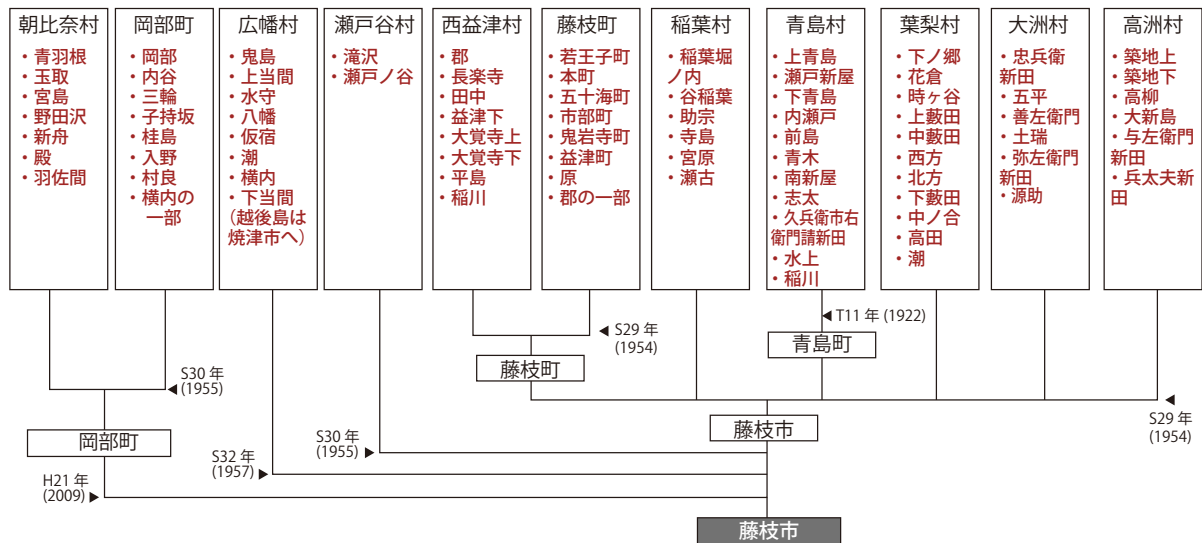 朝比奈村
・青羽根
・玉取
・宮島
・野田沢
・新舟
・殿
・羽佐間
岡部町
・岡部
・内谷
・三輪
・子持坂
・桂島
・入野
・村良
・横内の
一部
広幡村
・鬼島
・上当間
・水守
・八幡
・仮宿
・潮
・横内
・下当間
（越後島は
焼津市へ）
瀬戸谷村
・滝沢
・瀬戸ノ谷
西益津村
・郡
・長楽寺
・田中
・益津下
・大覚寺上
・大覚寺下
・平島
・稲川
藤枝町
・若王子町
・本町
・五十海町
・市部町
・鬼岩寺町
・益津町
・原
・郡の一部
稲葉村
・稲葉堀
ノ内
・谷稲葉
・助宗
・寺島
・宮原
・瀬古
青島村
・上青島
・瀬戸新屋
・下青島
・内瀬戸
・前島
・青木
・南新屋
・志太
・久兵衛市右
衛門請新田
・水上
・稲川
葉梨村
・下ノ郷
・花倉
・時ヶ谷
・上藪田
・中藪田
・西方
・北方
・下藪田
・中ノ合
・高田
・潮
大洲村
・忠兵衛
新田
・五平
・善左衛門
・土瑞
・弥左衛門
新田
・源助
高洲村
・築地上
・築地下
・高柳
・大新島
・与左衛門
新田
・兵太夫新
田
◀ T11 年 (1922)
青島町
◀ S29 年
(1954)
藤枝町
S30 年
◀ (1955)
◀
S29 年
(1954)
藤枝市
岡部町
S30 年
(1955) ▶
S32 年
(1957) ▶
H21 年
(2009) ▶
藤枝市